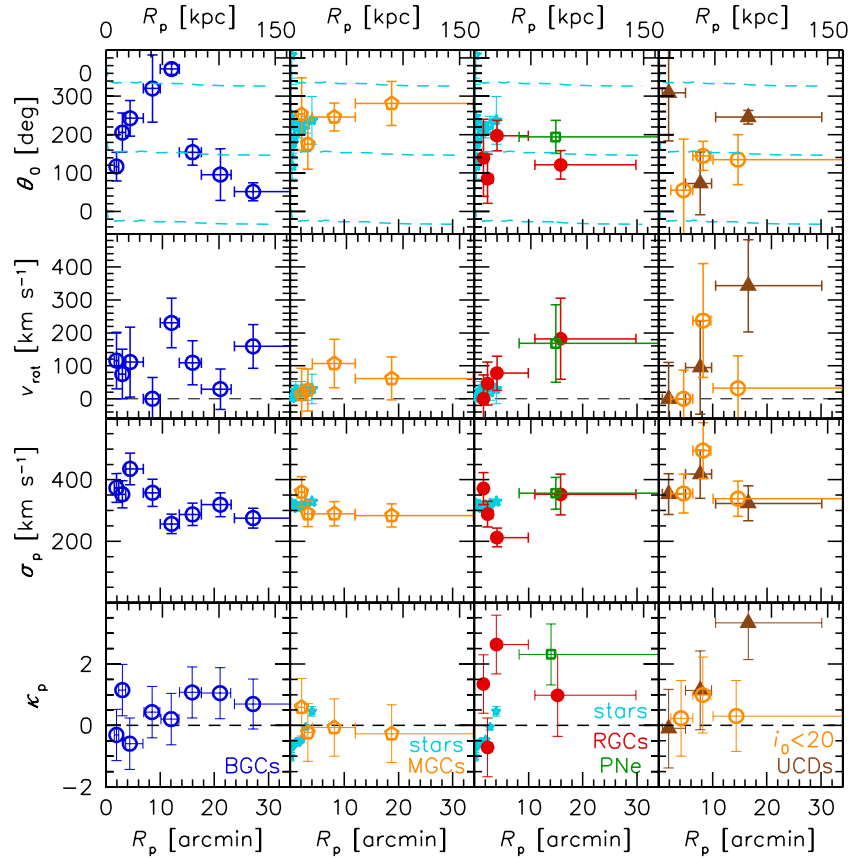 R_p [kpc] R_p [kpc] R_p [kpc] R_p [kpc]
0 150 150 150 150
θ_0 [deg]
0
300
200
100
0
v_rot [km s⁻¹]
400
300
200
100
0
σ_p [km s⁻¹]
400
200
κ_p
2
0
−2
BGCs
stars
MGCs
stars
RGCs
PNe
i_0<20
UCDs
0 10 20 30 10 20 30 10 20 30 10 20 30
R_p [arcmin] R_p [arcmin] R_p [arcmin] R_p [arcmin]